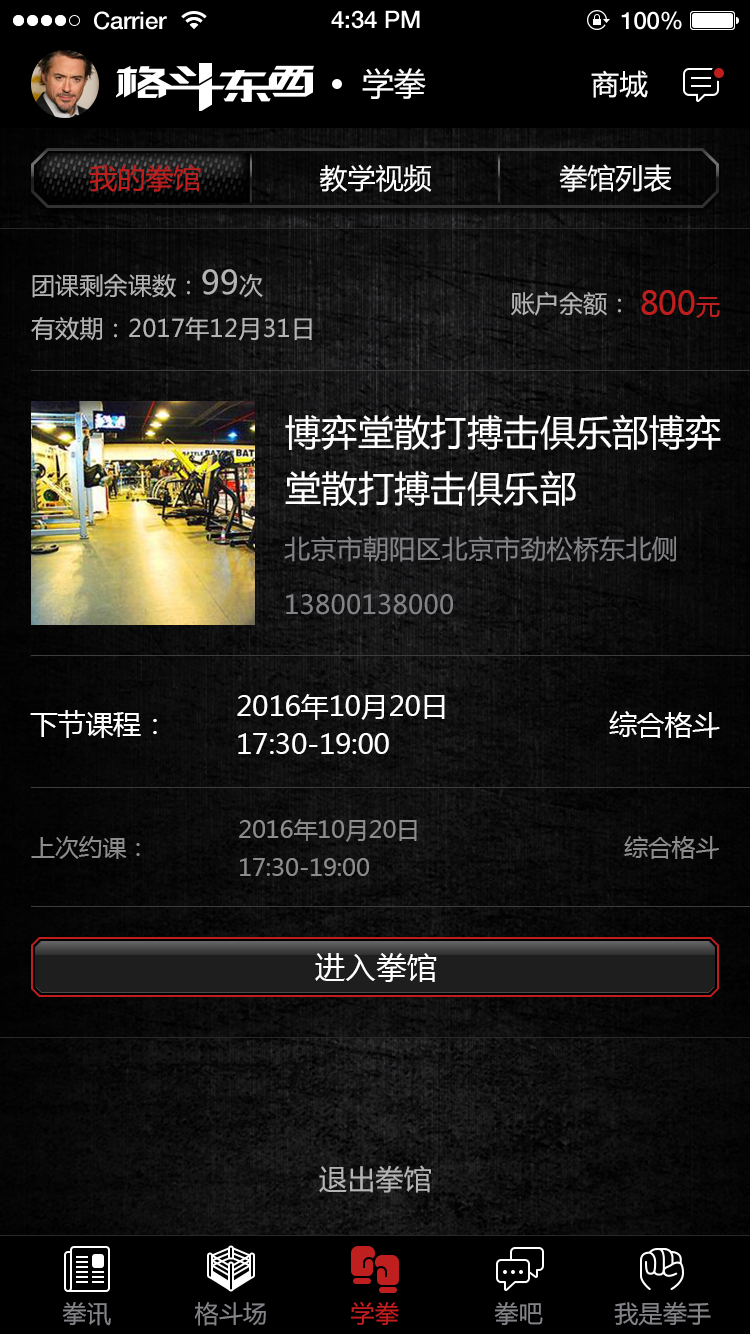 Carrier 4:34 PM 100%
格斗东西·学拳 商城
我的拳馆 教学视频 拳馆列表
团课剩余课数：99次
有效期：2017年12月31日
账户余额： 800元
博弈堂散打搏击俱乐部博弈
堂散打搏击俱乐部
北京市朝阳区北京市劲松桥东北侧
13800138000
下节课程：
2016年10月20日
17:30-19:00
综合格斗
上次约课：
2016年10月20日
17:30-19:00
综合格斗
进入拳馆
退出拳馆
拳讯 格斗场 学拳 拳吧 我是拳手